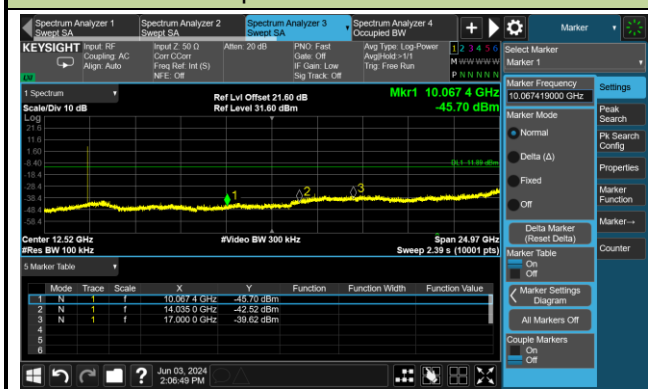 Spectrum Analyzer 1
Swept SA
Spectrum Analyzer 2
Swept SA
Spectrum Analyzer 3
Swept SA
Spectrum Analyzer 4
Occupied BW
Marker
KEYSIGHT
Input: RF
Coupling: AC
Align: Auto
Input Z: 50 Ω
Corr CCorr
Freq Ref: Int (S)
NFE: Off
Atten: 20 dB
PNO: Fast
Gate: Off
IF Gain: Low
Sig Track: Off
Avg Type: Log-Power
Avg|Hold:>1/1
Trig: Free Run
1 2 3 4 5 6
M W W W W W
P N N N N N
LW
1 Spectrum
Scale/Div 10 dB
Ref Lvl Offset 21.60 dB
Ref Level 31.60 dBm
Mkr1 10.067 4 GHz
-45.70 dBm
Log
21.6
11.6
1.60
-8.40
-18.4
-28.4
-38.4
-48.4
-58.4
DL1 -11.89 dBm
1
2
3
Center 12.52 GHz
#Res BW 100 kHz
#Video BW 300 kHz
Span 24.97 GHz
Sweep 2.39 s (10001 pts)
5 Marker Table
Mode Trace Scale X Y Function Function Width Function Value
1 N 1 f 10.067 4 GHz -45.70 dBm
2 N 1 f 14.035 0 GHz -42.52 dBm
3 N 1 f 17.000 0 GHz -39.62 dBm
4
5
6
Jun 03, 2024
2:06:49 PM
Select Marker
Marker 1
Marker Frequency
10.067419000 GHz
Marker Mode
Normal
Delta (Δ)
Fixed
Off
Delta Marker
(Reset Delta)
Marker Table
On
Off
Marker Settings
Diagram
All Markers Off
Couple Markers
On
Off
Settings
Peak
Search
Pk Search
Config
Properties
Marker
Function
Marker→
Counter